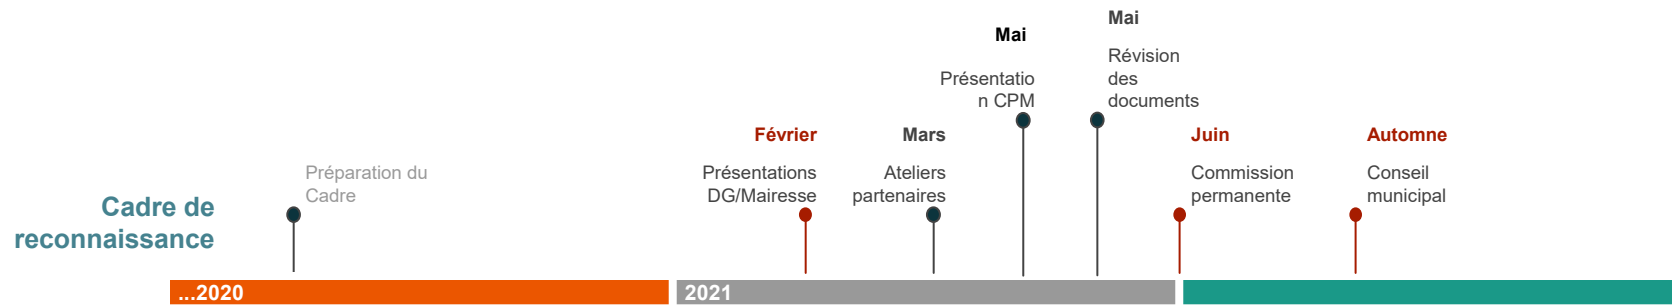 Cadre de
reconnaissance
Préparation du
Cadre
Février
Présentations
DG/Mairesse
Mars
Ateliers
partenaires
Mai
Présentatio
n CPM
Mai
Révision
des
documents
Juin
Commission
permanente
Automne
Conseil
municipal
...2020
2021